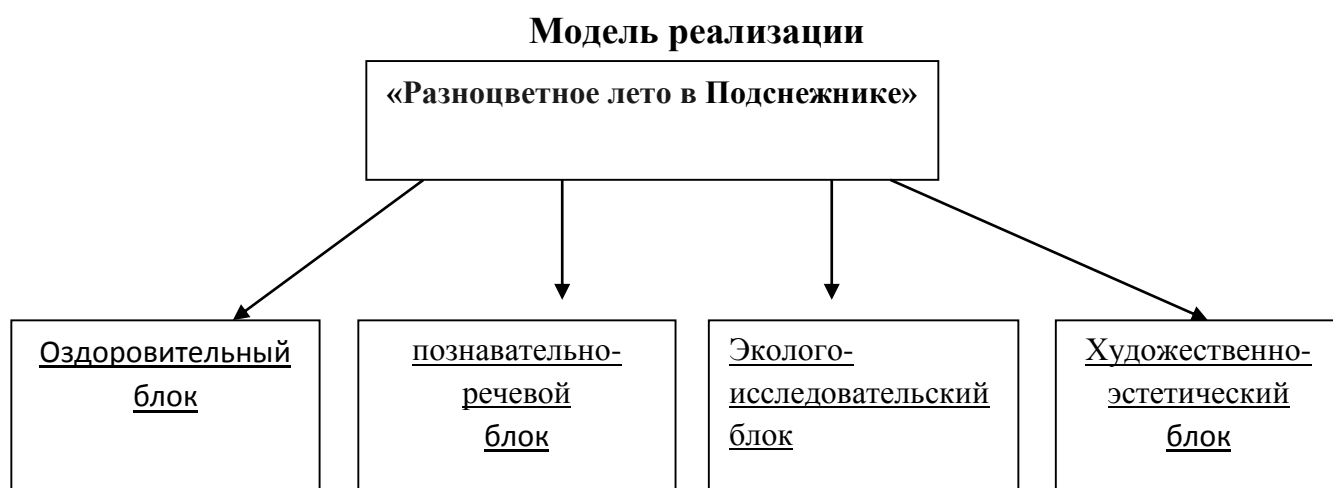 Модель реализации
«Разноцветное лето в Подснежнике»
Оздоровительный
блок
познавательно-
речевой
блок
Эколого-
исследовательский
блок
Художественно-
эстетический
блок